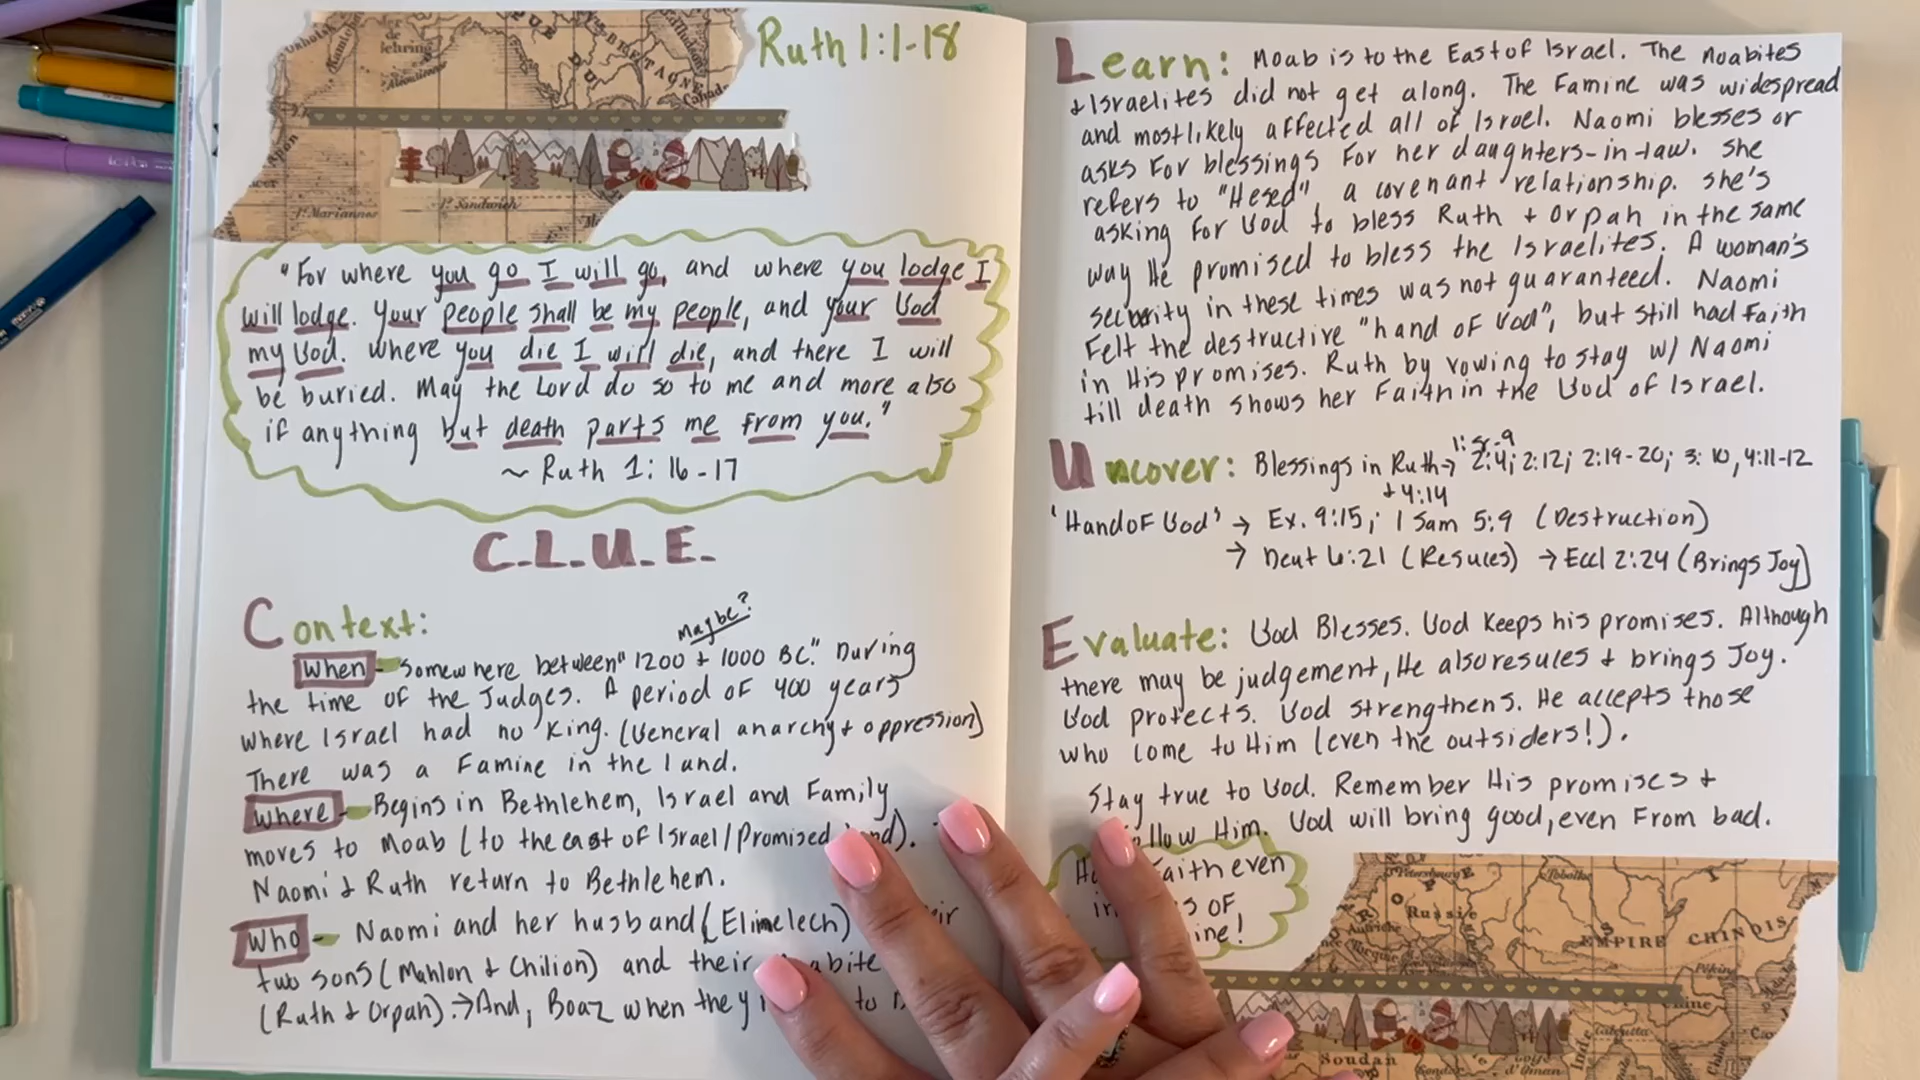 Ruth 1:1-18
"For where you go I will go, and where you lodge I
will lodge. Your people shall be my people, and your God
my God. Where you die I will die, and there I will
be buried. May the Lord do so to me and more also
if anything but death parts me from you."
~ Ruth 1:16-17
C.L.U.E.
Context:
Maybe?
When - Somewhere between "1200 + 1000 BC." During
the time of the Judges. A period of 400 years
where Israel had no King. (General anarchy + oppression)
There was a Famine in the land.
Where - Begins in Bethlehem, Israel and Family
moves to Moab (to the east of Israel/Promised
Naomi & Ruth return to Bethlehem.
Who - Naomi and her husband (Elimelech)
two sons (Mahlon & Chilion) and their
(Ruth & Orpah). → And, Boaz when they to
Learn: Moab is to the East of Israel. The Moabites
+ Israelites did not get along. The Famine was widespread
and most likely affected all of Israel. Naomi blesses or
asks For blessings For her daughters-in-law. She
refers to "Hesed" a covenant relationship. She's
asking For God to bless Ruth + Orpah in the same
way He promised to bless the Israelites. A woman's
security in these times was not guaranteed. Naomi
Felt the destructive "hand of God", but still had Faith
in His promises. Ruth by vowing to stay w/ Naomi
till death shows her Faith in the God of Israel.
1:8-9
Uncover: Blessings in Ruth → 2:4; 2:12; 2:19-20; 3:10, 4:11-12
+ 4:14
'Hand of God' → Ex. 9:15; 1 Sam 5:9 (Destruction)
→ Deut 6:21 (Resues) → Eccl 2:24 (Brings Joy)
Evaluate: God Blesses. God Keeps his promises. Although
there may be judgement, He also resues + brings Joy.
God protects. God strengthens. He accepts those
who come to Him (even the outsiders!).
Stay true to God. Remember His promises +
Him. God will bring good, even From bad.
even
OF
Russie
EMPIRE CHINOIS
Soudan
I.s Sandwich
I.s Mariannes